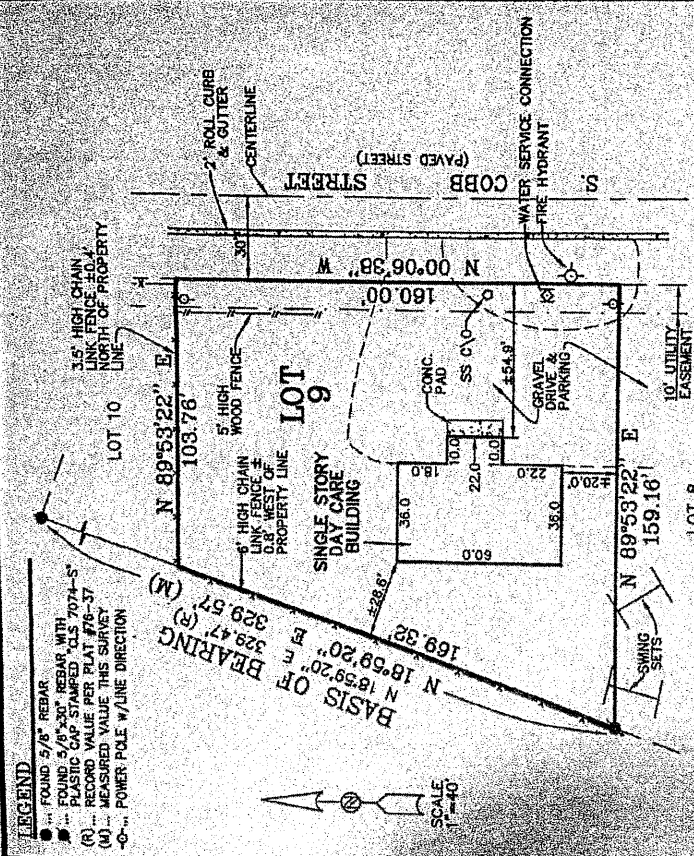 LEGEND
● ... FOUND 5/8" REBAR
... FOUND 5/8"x30" REBAR WITH
PLASTIC CAP STAMPED "CLS 7074-S"
(R) ... RECORD VALUE PER PLAT #76-37
(M) ... MEASURED VALUE THIS SURVEY
-O- ... POWER POLE W/LINE DIRECTION
LOT 10
3.5' HIGH CHAIN
LINK FENCE ±0.4'
NORTH OF PROPERTY
LINE
2' ROLL CURB
& GUTTER
CENTERLINE
30'
N 89°53'22" E
103.76'
5' HIGH
WOOD FENCE
6' HIGH CHAIN
LINK FENCE ±
0.8' WEST OF
PROPERTY LINE
LOT
9
N 00°06'38" W
160.00'
S. COBB STREET
(PAVED STREET)
BASIS OF BEARING
N 18°59'20" E 329.47' (R)
N 18°59'20" E 329.57' (M)
169.32'
SINGLE STORY
DAY CARE
BUILDING
CONC.
PAD
SS C\O
±54.9'
GRAVEL
DRIVE &
PARKING
WATER SERVICE CONNECTION
FIRE HYDRANT
36.0
18.0
10.0
22.0
10.0
22.0
60.0
36.0
±28.6'
±20.0'
N 89°53'22" E
159.16'
10' UTILITY
EASEMENT
SWING
SETS
LOT 8
N
SCALE
1"=40'